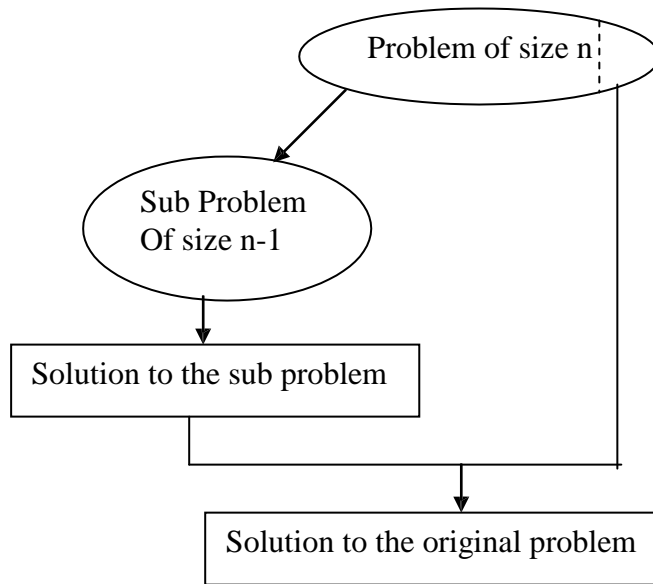 Problem of size n
Sub Problem
Of size n-1
Solution to the sub problem
Solution to the original problem